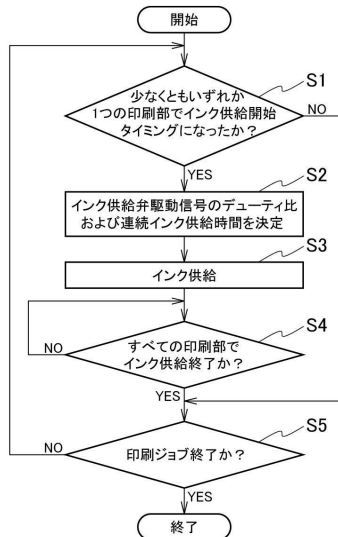 開始
S1
少なくともいずれか
1つの印刷部でインク供給開始
タイミングになったか?
NO
YES
S2
インク供給弁駆動信号のデューティ比
および連続インク供給時間を決定
S3
インク供給
S4
すべての印刷部で
インク供給終了か?
NO
YES
S5
印刷ジョブ終了か?
NO
YES
終了